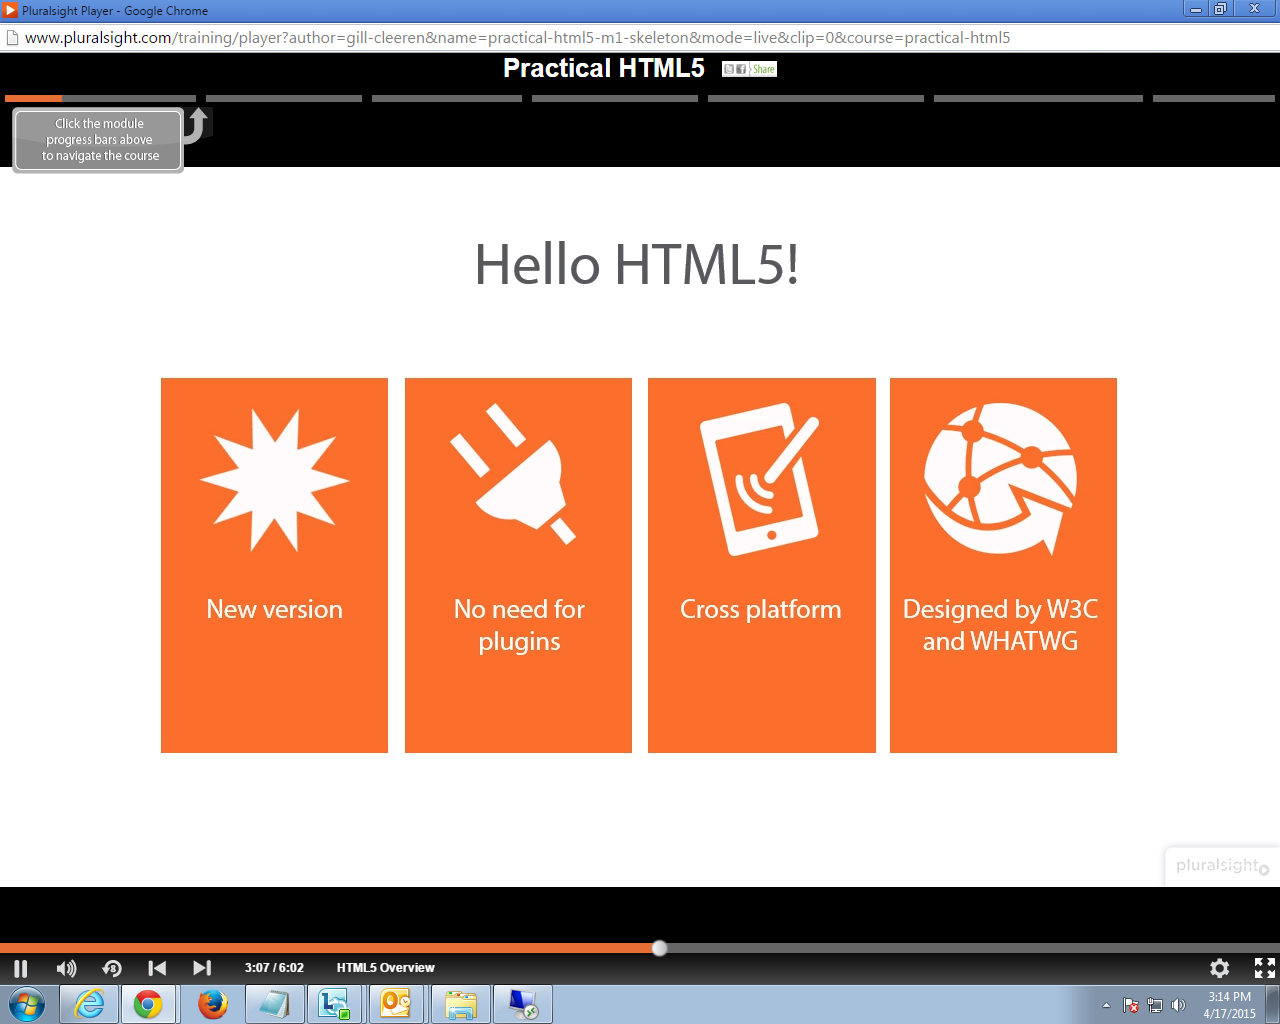 Pluralsight Player - Google Chrome
www.pluralsight.com/training/player?author=gill-cleeren&name=practical-html5-m1-skeleton&mode=live&clip=0&course=practical-html5
Practical HTML5
Share
Click the module
progress bars above
to navigate the course
Hello HTML5!
New version
No need for
plugins
Cross platform
Designed by W3C
and WHATWG
pluralsight
8
3:07 / 6:02
HTML5 Overview
3:14 PM
4/17/2015